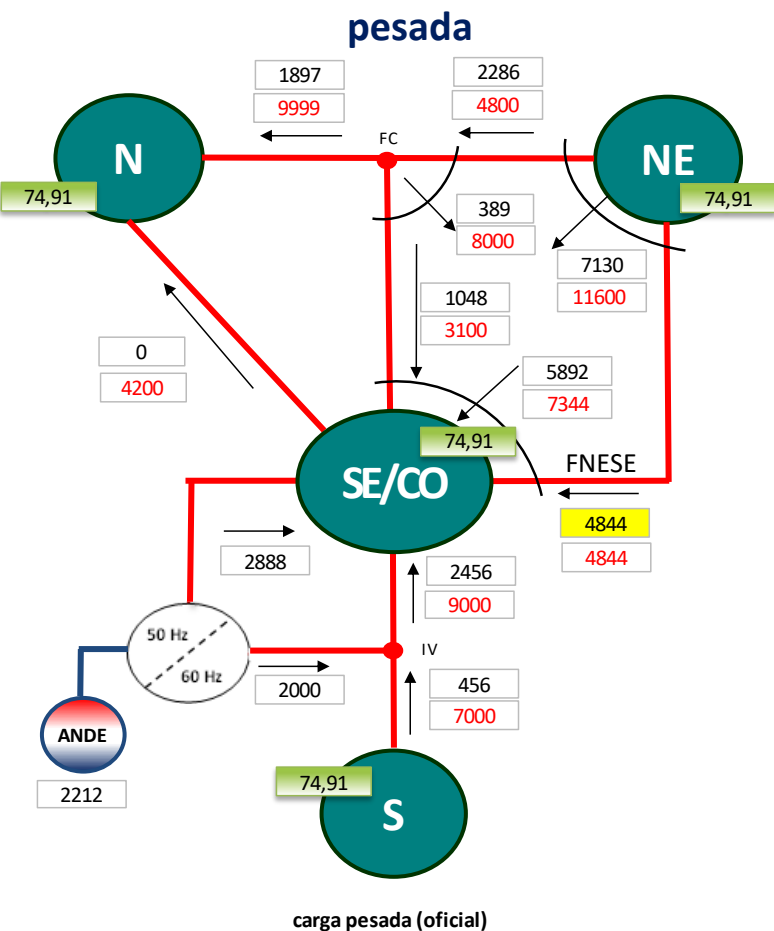 pesada
1897
9999
2286
4800
FC
N
NE
74,91
74,91
389
8000
7130
11600
1048
3100
0
4200
5892
7344
74,91
SE/CO
FNESE
4844
4844
2888
2456
9000
50 Hz
60 Hz
IV
2000
456
7000
ANDE
2212
74,91
S
carga pesada (oficial)